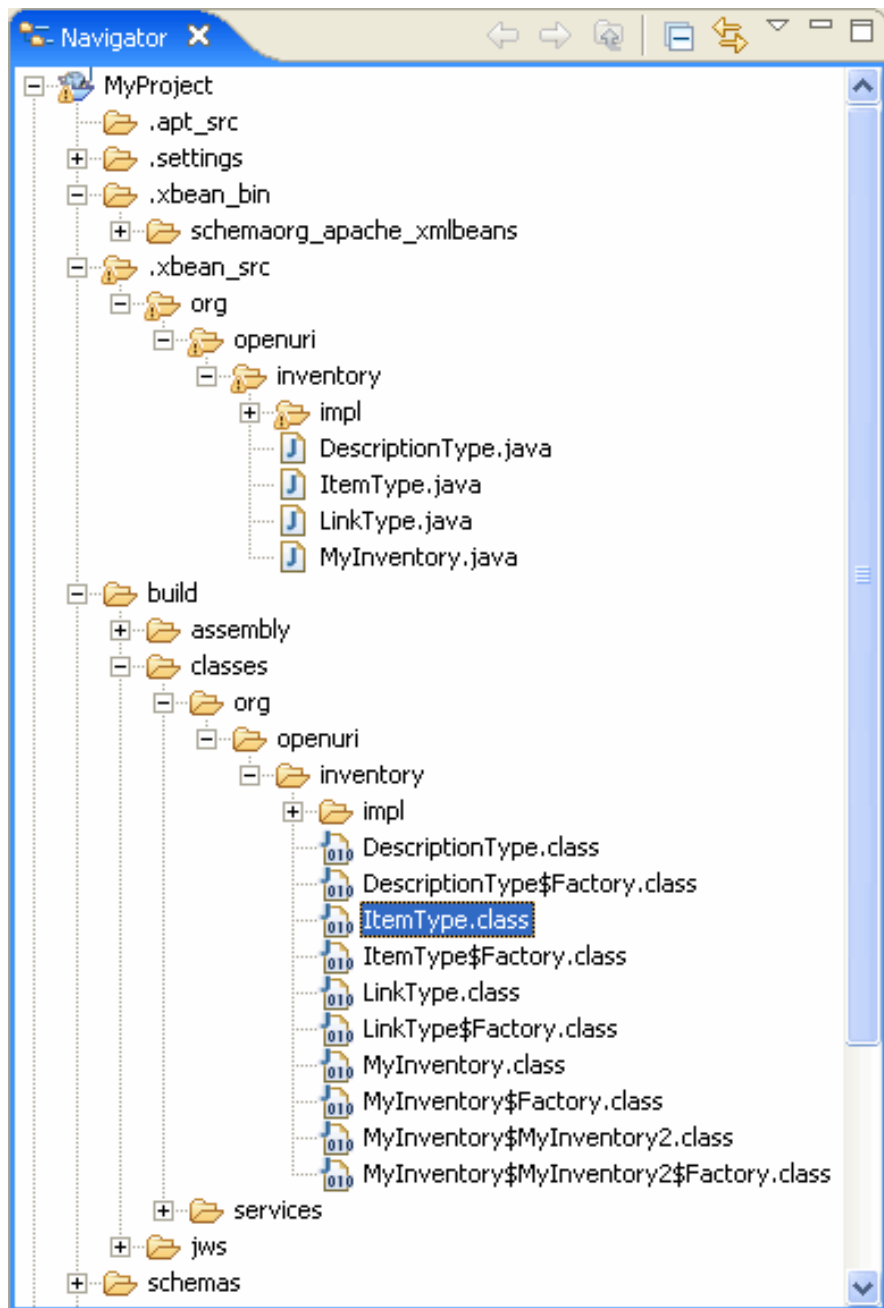 Navigator
MyProject
.apt_src
.settings
.xbean_bin
schemaorg_apache_xmlbeans
.xbean_src
org
openuri
inventory
impl
DescriptionType.java
ItemType.java
LinkType.java
MyInventory.java
build
assembly
classes
org
openuri
inventory
impl
DescriptionType.class
DescriptionType$Factory.class
ItemType.class
ItemType$Factory.class
LinkType.class
LinkType$Factory.class
MyInventory.class
MyInventory$Factory.class
MyInventory$MyInventory2.class
MyInventory$MyInventory2$Factory.class
services
jws
schemas